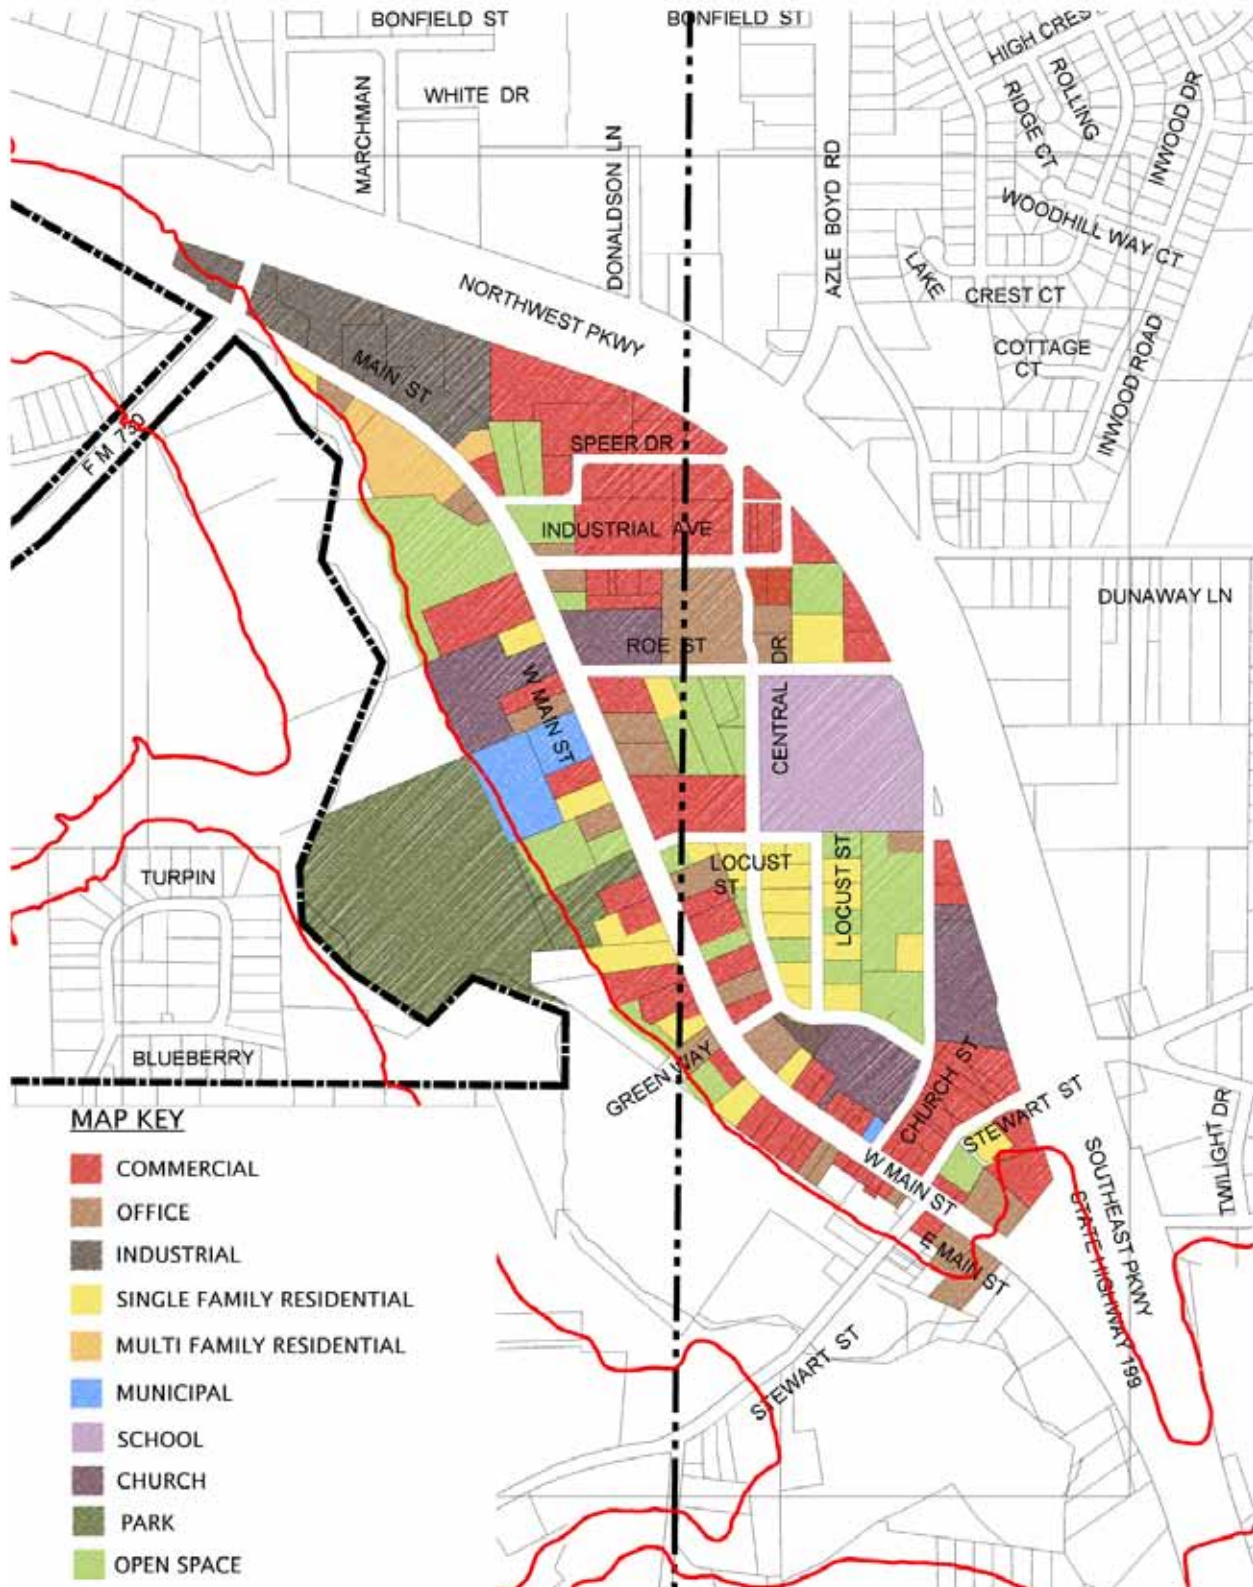 BONFIELD ST
BONFIELD ST
HIGH CREST
WHITE DR
MARCHMAN
DONALDSON LN
AZLE BOYD RD
ROLLING
RIDGE CT
INWOOD DR
WOODHILL WAY CT
LAKE
CREST CT
COTTAGE
CT
INWOOD ROAD
NORTHWEST PKWY
MAIN ST
FM 730
SPEER DR
INDUSTRIAL AVE
DUNAWAY LN
ROE ST
W MAIN ST
CENTRAL DR
LOCUST
ST
LOCUST ST
TURPIN
BLUEBERRY
GREEN WAY
CHURCH ST
STEWART ST
W MAIN ST
E MAIN ST
SOUTHEAST PKWY
STATE HIGHWAY 199
TWILIGHT DR
STEWART ST
MAP KEY
COMMERCIAL
OFFICE
INDUSTRIAL
SINGLE FAMILY RESIDENTIAL
MULTI FAMILY RESIDENTIAL
MUNICIPAL
SCHOOL
CHURCH
PARK
OPEN SPACE